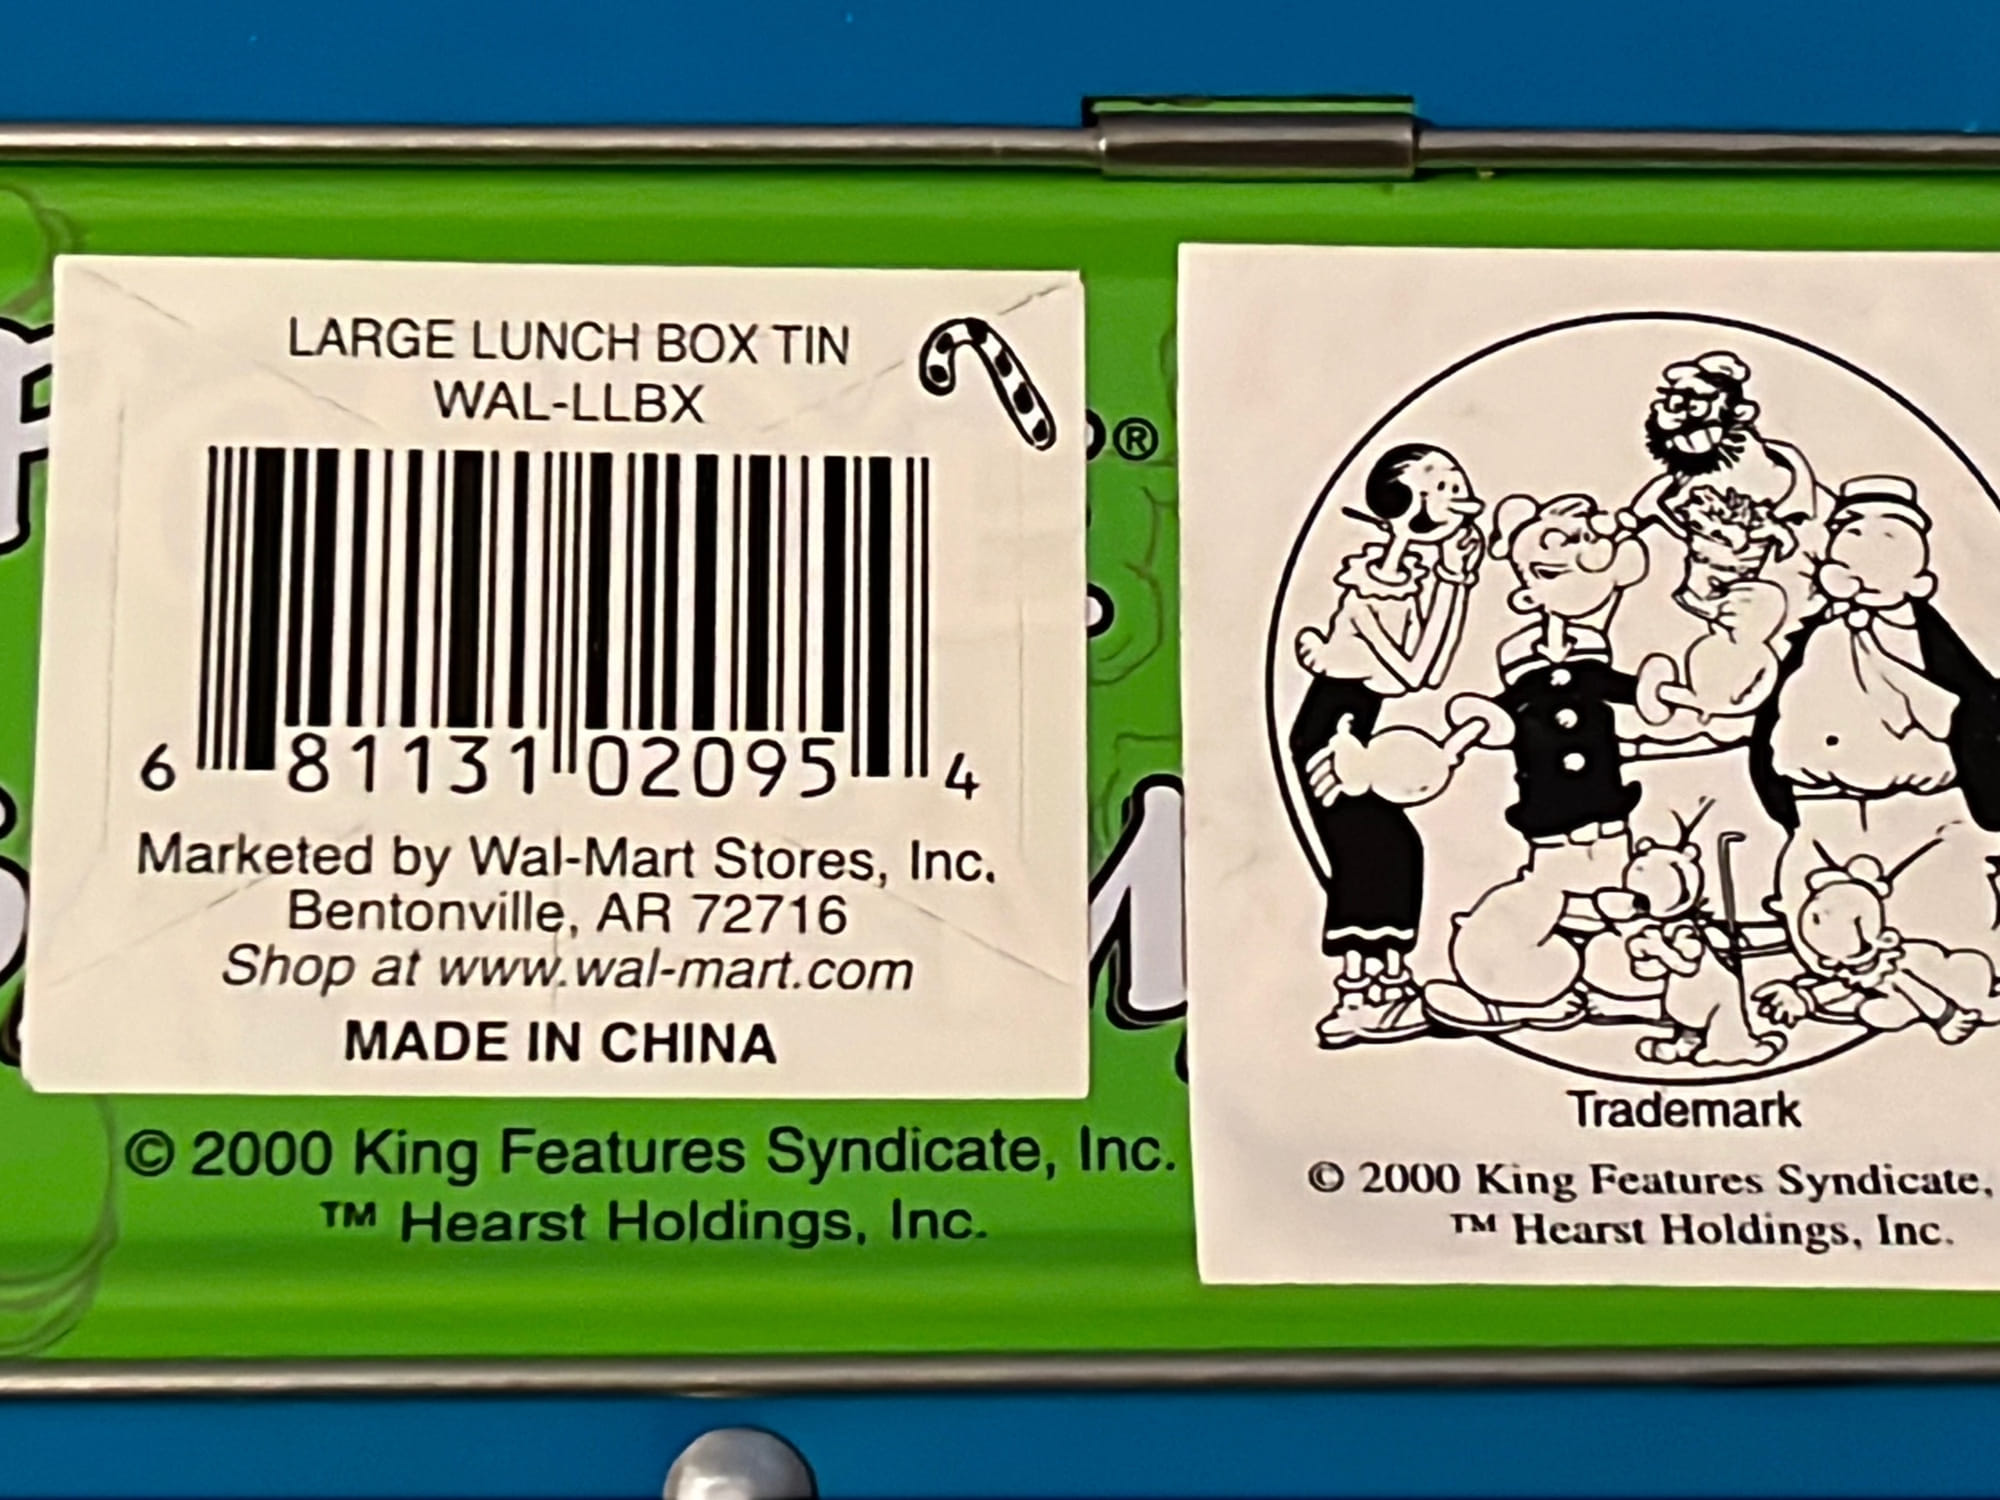 LARGE LUNCH BOX TIN
WAL-LLBX
6 81131 02095 4
Marketed by Wal-Mart Stores, Inc.
Bentonville, AR 72716
Shop at www.wal-mart.com
MADE IN CHINA
© 2000 King Features Syndicate, Inc.
™ Hearst Holdings, Inc.
®
Trademark
© 2000 King Features Syndicate,
™ Hearst Holdings, Inc.